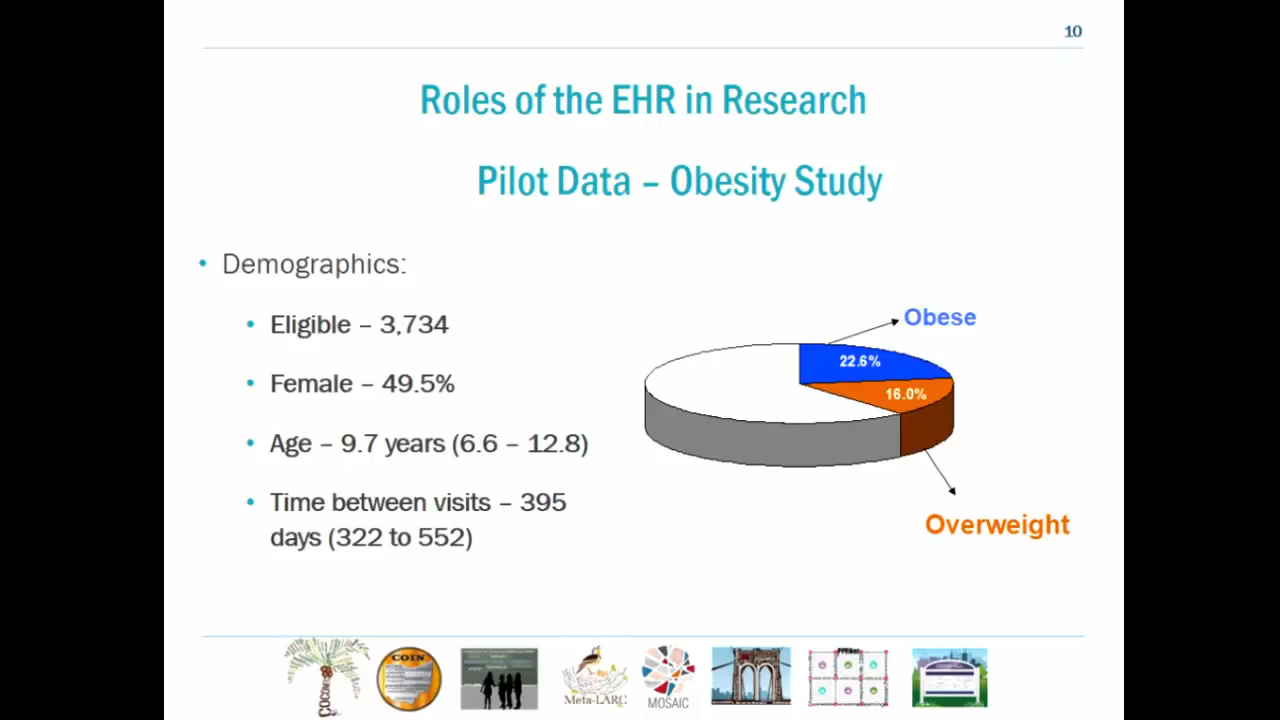 10
Roles of the EHR in Research
Pilot Data – Obesity Study
• Demographics:
• Eligible – 3,734
• Female – 49.5%
• Age – 9.7 years (6.6 – 12.8)
• Time between visits – 395
days (322 to 552)
Obese
22.6%
16.0%
Overweight
COCONet
COIN
Meta-LARC
MOSAIC
PPRNet